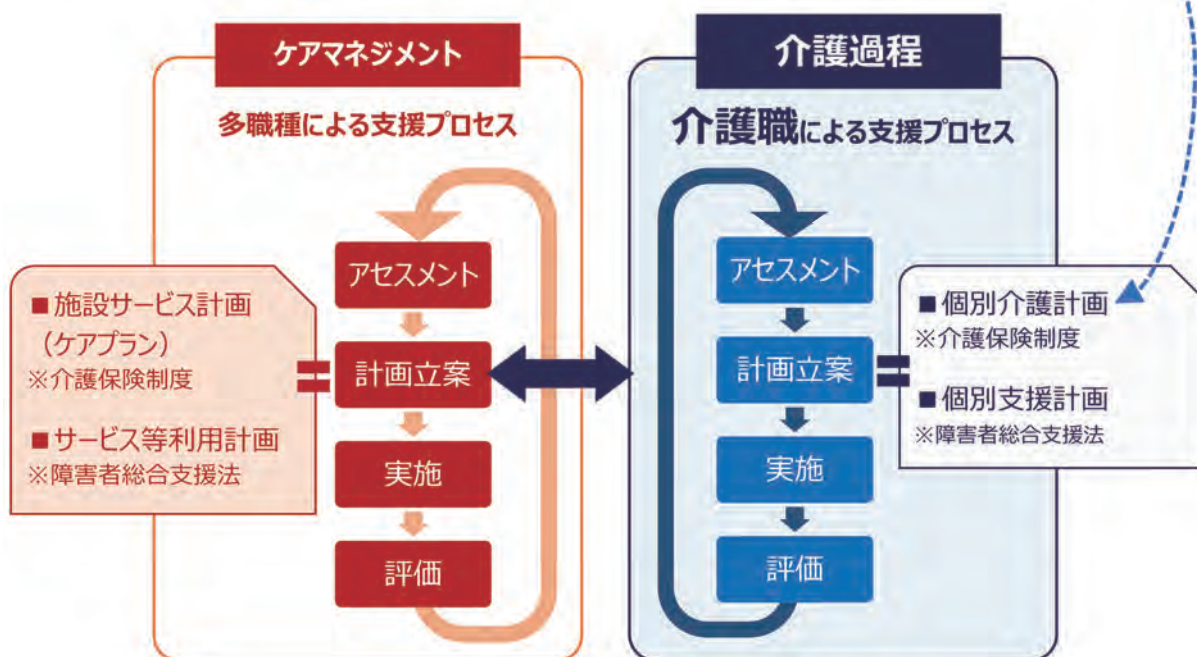 ケアマネジメント
多職種による支援プロセス
アセスメント
計画立案
実施
評価
■施設サービス計画
（ケアプラン）
※介護保険制度
■サービス等利用計画
※障害者総合支援法
介護過程
介護職による支援プロセス
アセスメント
計画立案
実施
評価
■個別介護計画
※介護保険制度
■個別支援計画
※障害者総合支援法